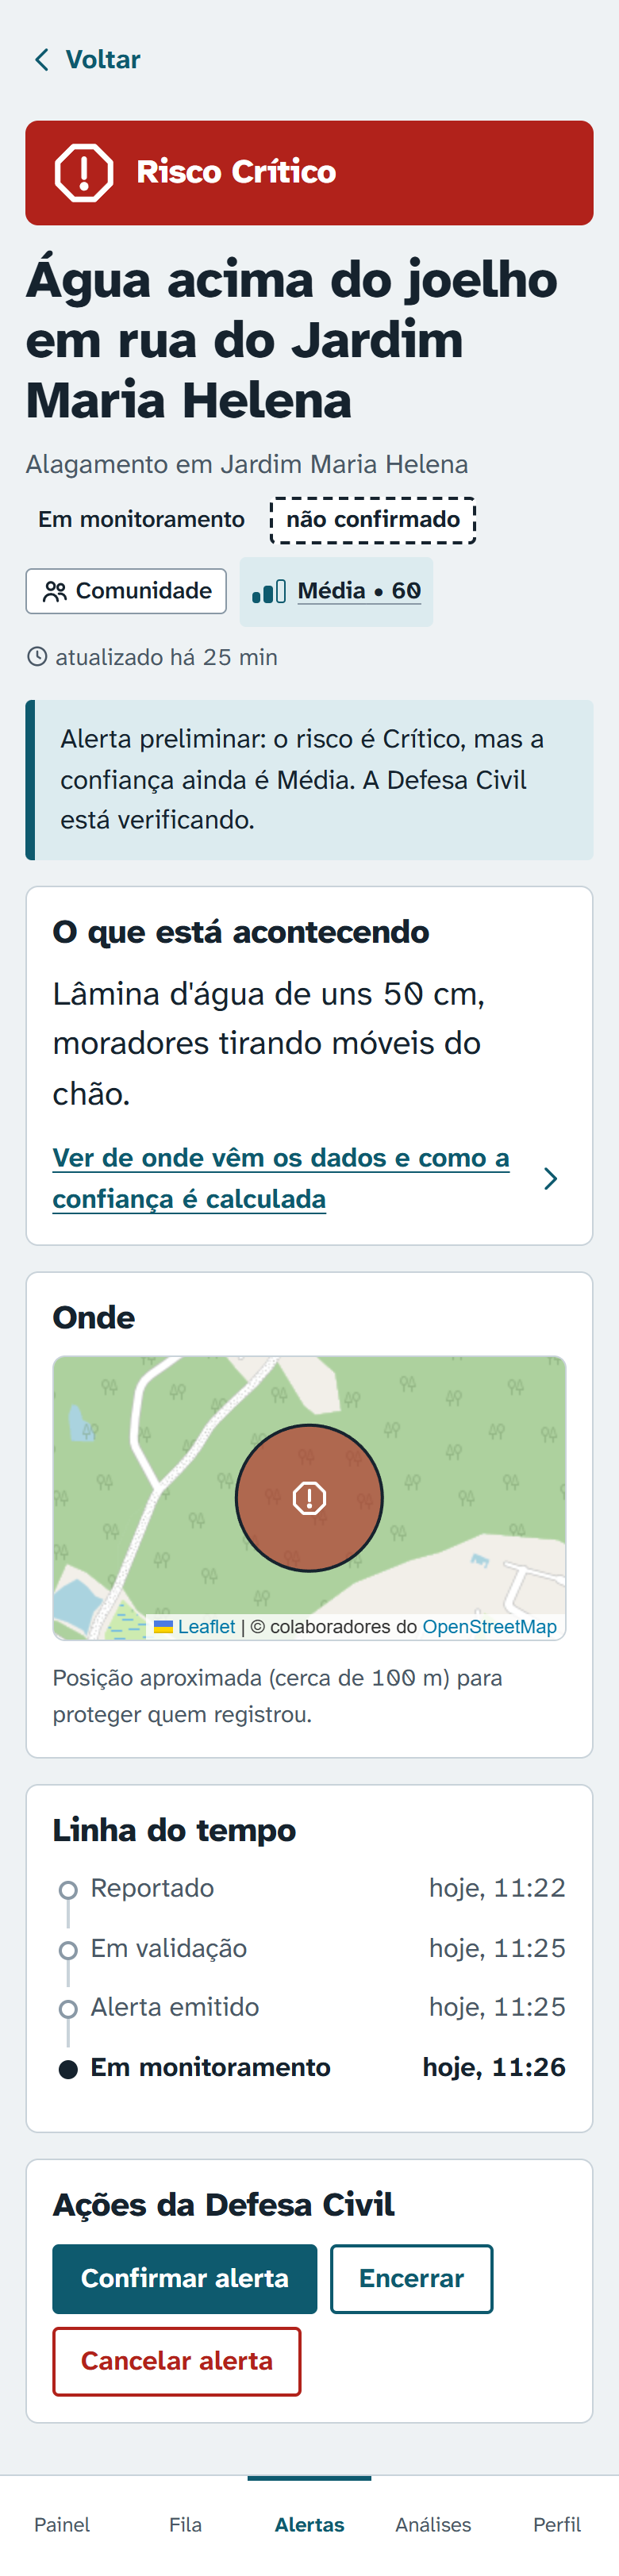 Voltar
Risco Crítico
Água acima do joelho
em rua do Jardim
Maria Helena
Alagamento em Jardim Maria Helena
Em monitoramento não confirmado
Comunidade Média • 60
atualizado há 25 min
Alerta preliminar: o risco é Crítico, mas a
confiança ainda é Média. A Defesa Civil
está verificando.
O que está acontecendo
Lâmina d'água de uns 50 cm,
moradores tirando móveis do
chão.
Ver de onde vêm os dados e como a
confiança é calculada
Onde
Leaflet | © colaboradores do OpenStreetMap
Posição aproximada (cerca de 100 m) para
proteger quem registrou.
Linha do tempo
Reportado hoje, 11:22
Em validação hoje, 11:25
Alerta emitido hoje, 11:25
Em monitoramento hoje, 11:26
Ações da Defesa Civil
Confirmar alerta Encerrar
Cancelar alerta
Painel Fila Alertas Análises Perfil